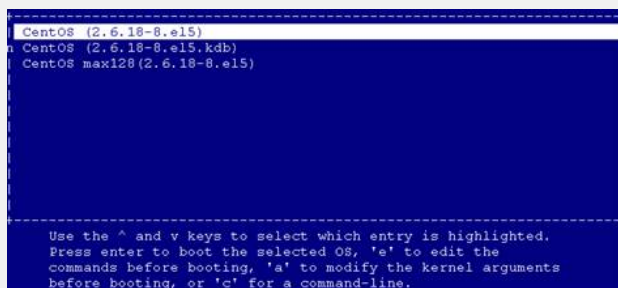 CentOS (2.6.18-8.el5)
CentOS (2.6.18-8.el5.kdb)
CentOS max128(2.6.18-8.el5)
Use the ^ and v keys to select which entry is highlighted.
Press enter to boot the selected OS, 'e' to edit the
commands before booting, 'a' to modify the kernel arguments
before booting, or 'c' for a command-line.